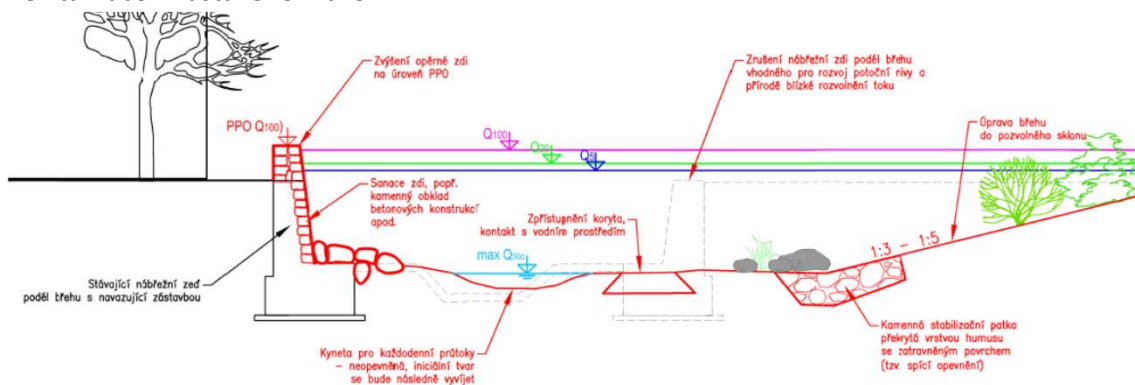 Zvýšení opěrné zdi
na úroveň PPO
Zrušení nábřežní zdi podél břehu
vhodného pro rozvoj potoční nivy a
přírodě blízké rozvolnění toku
PPO Q100)
Q100
Q20
Q5
Úprava břehu
do pozvolného sklonu
Sanace zdi, popř.
kamenný obklad
betonových konstrukcí
apod.
Zpřístupnění koryta,
kontakt s vodním prostředím
1:3 – 1:5
max Q30d
Stávající nábřežní zeď
podél břehu s navazující zástavbou
Kyneta pro každodenní průtoky
– neopevněná, iniciální tvar
se bude následně vyvíjet
Kamenná stabilizační patka
překrytá vrstvou humusu
se zatravněným povrchem
(tzv. spící opevnění)